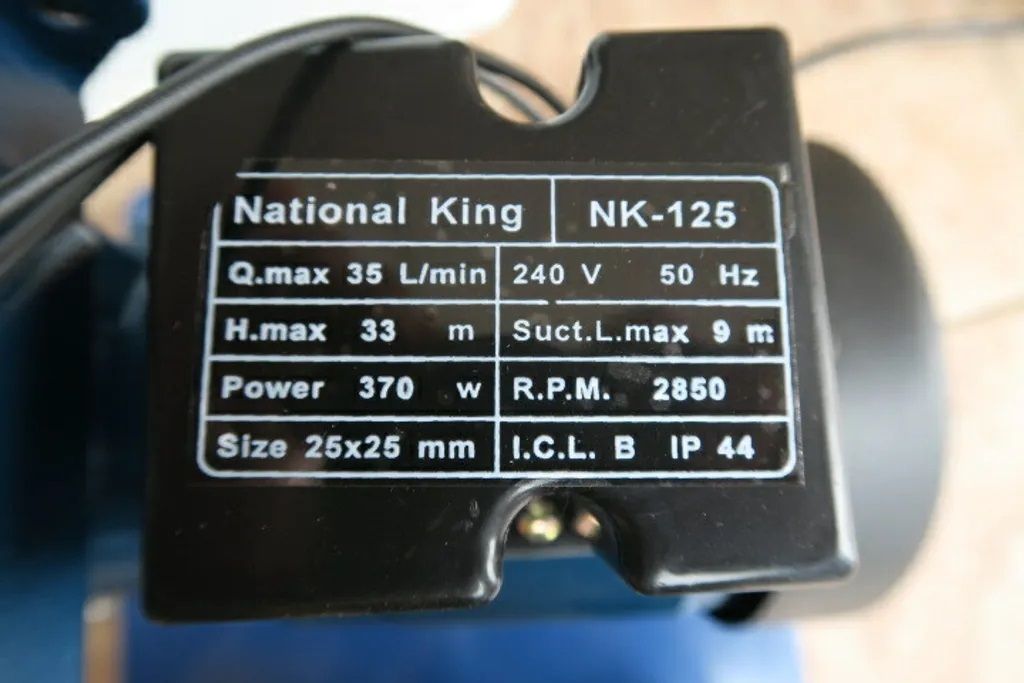 National King NK-125
Q.max 35 L/min 240 V 50 Hz
H.max 33 m Suct.L.max 9 m
Power 370 w R.P.M. 2850
Size 25x25 mm I.C.L. B IP 44